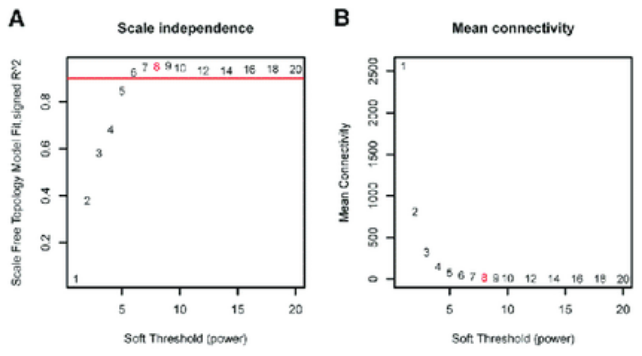 A
Scale independence
Scale Free Topology Model Fit,signed R^2
0.2 0.4 0.6 0.8
1 2 3 4 5 6 7 8 9 10 12 14 16 18 20
5 10 15 20
Soft Threshold (power)
B
Mean connectivity
Mean Connectivity
0 500 1000 1500 2000 2500
1 2 3 4 5 6 7 8 9 10 12 14 16 18 20
5 10 15 20
Soft Threshold (power)